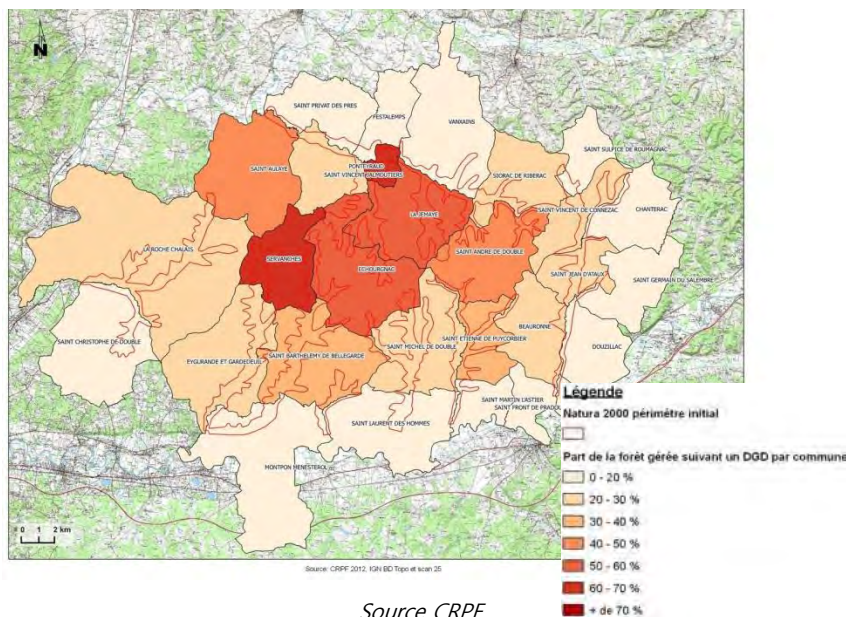 N
SAINT PRIVAT DES PRES
FESTALEMPS
VANXAINS
SAINT SULPICE DE ROUMAGNAC
PONTEYRAUD
SAINT AULAYE
SAINT VINCENT JALMOUTIERS
SIORAC DE RIBERAC
CHANTERAC
LA JEMAYE
SAINT VINCENT DE CONNEZAC
LA ROCHE CHALAIS
SAINT ANDRE DE DOUBLE
SERVANCHES
ECHOURGNAC
SAINT JEAN D'ATAUX
SAINT GERMAIN DU SALEMBRE
SAINT CHRISTOPHE DE DOUBLE
BEAURONNE
SAINT ETIENNE DE PUYCORBIER
EYGURANDE ET GARDEDEUIL
SAINT BARTHELEMY DE BELLEGARDE
SAINT MICHEL DE DOUBLE
DOUZILLAC
SAINT MARTIN L'ASTIER
SAINT FRONT DE PRADOU
SAINT LAURENT DES HOMMES
MONTPON MENESTEROL
0 1 2 km
Légende
Natura 2000 périmètre initial
Part de la forêt gérée suivant un DGD par commune
0 - 20 %
20 - 30 %
30 - 40 %
40 - 50 %
50 - 60 %
60 - 70 %
+ de 70 %
Source: CRPF 2012, IGN BD Topo et scan 25
Source CRPF